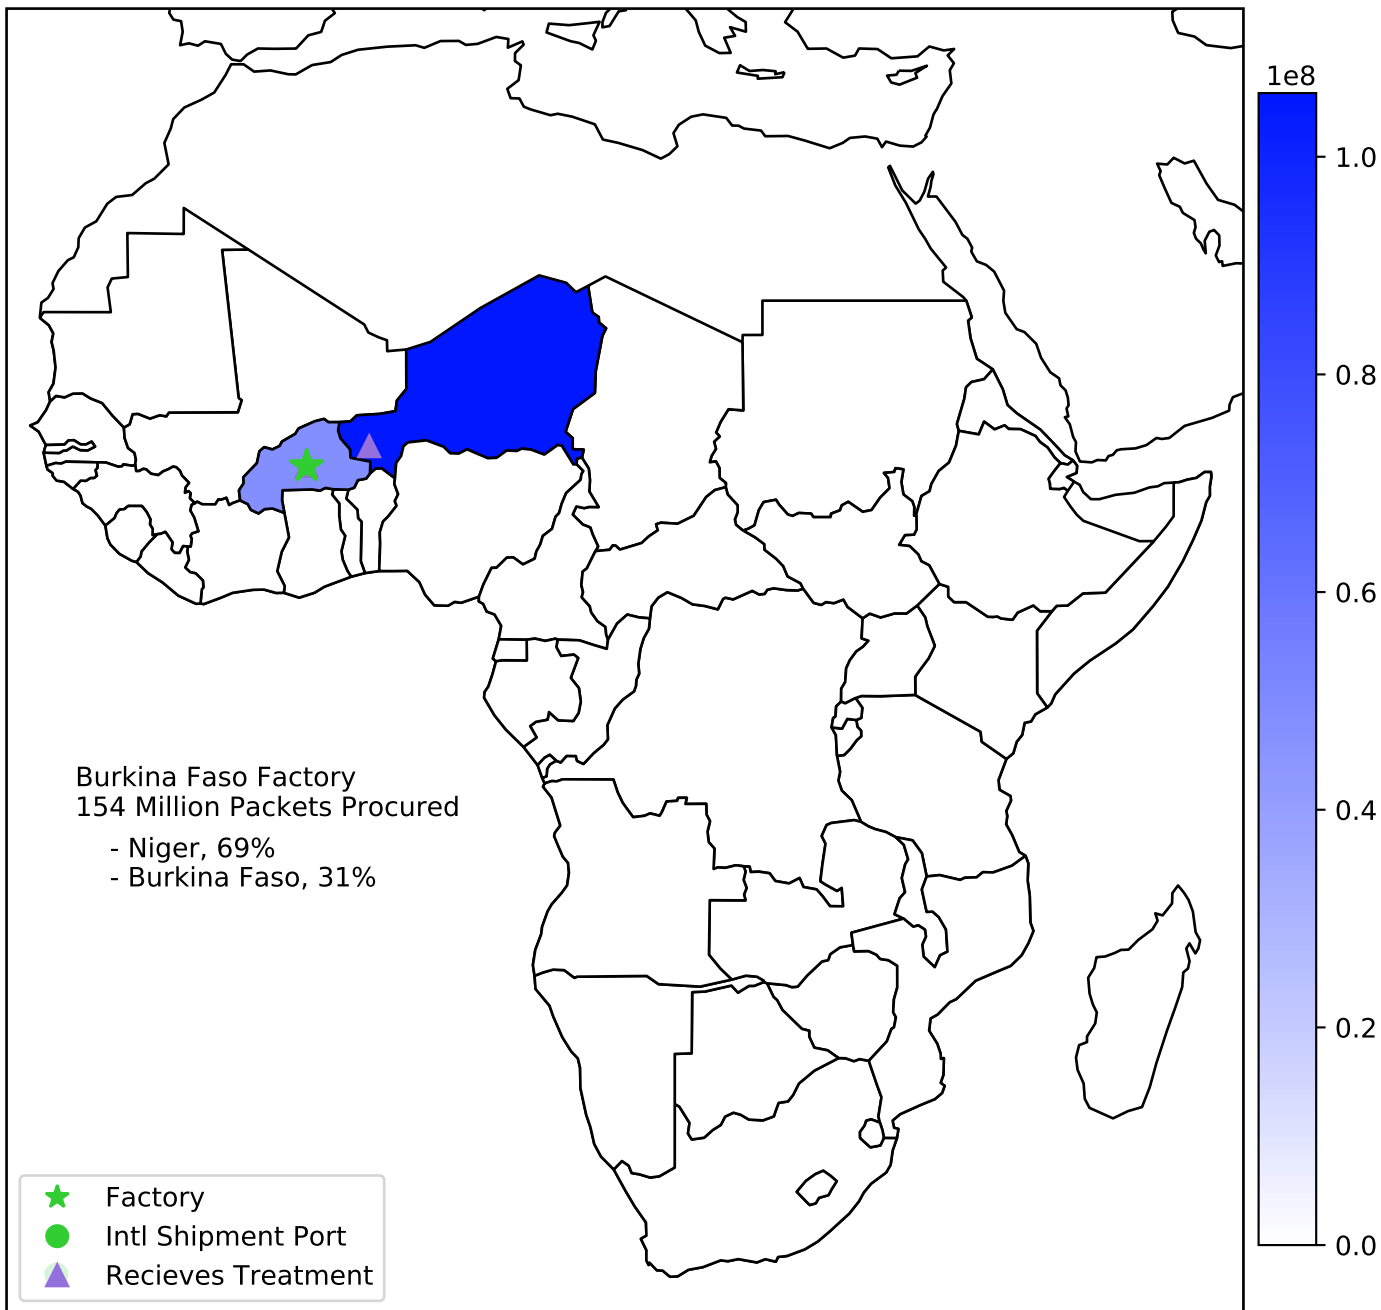 1e8
1.0
0.8
0.6
0.4
0.2
0.0
Burkina Faso Factory
154 Million Packets Procured
- Niger, 69%
- Burkina Faso, 31%
Factory
Intl Shipment Port
Recieves Treatment